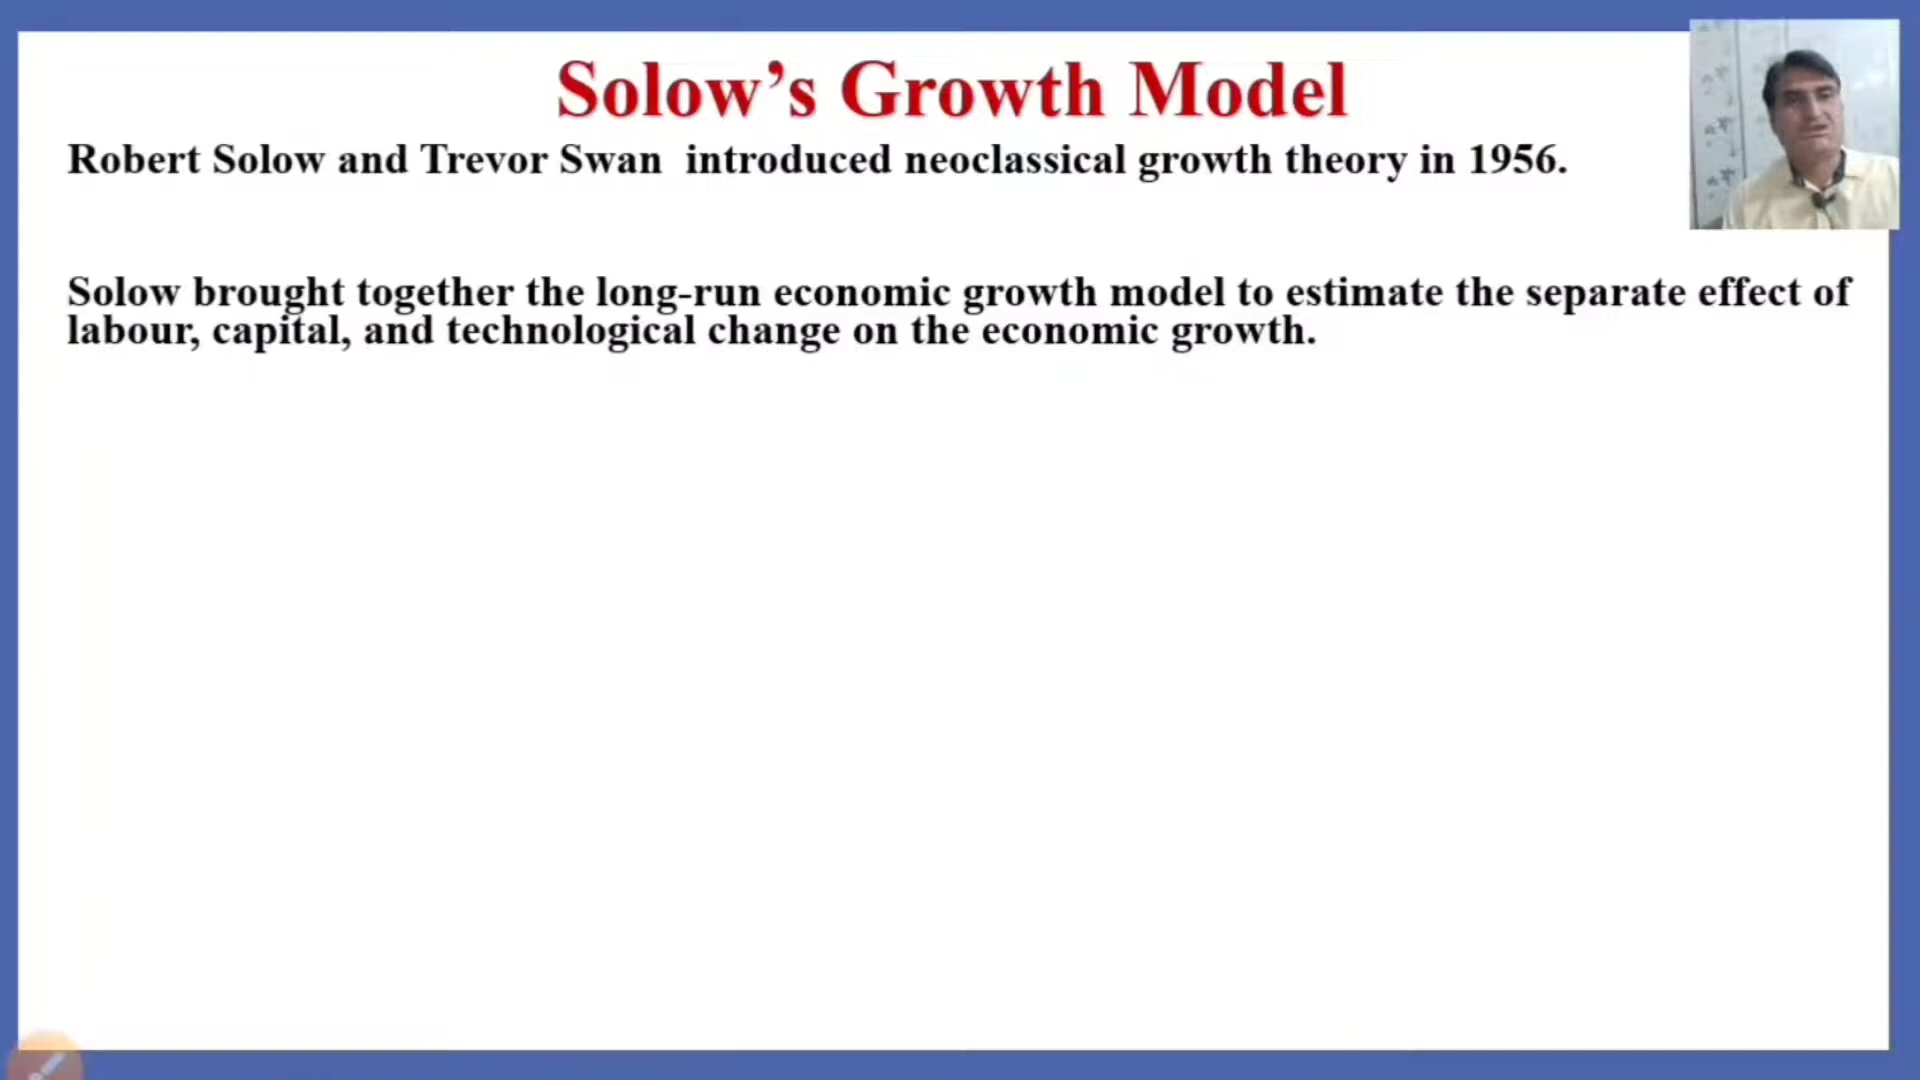 Solow’s Growth Model
Robert Solow and Trevor Swan  introduced neoclassical growth theory in 1956.
Solow brought together the long-run economic growth model to estimate the separate effect of
labour, capital, and technological change on the economic growth.